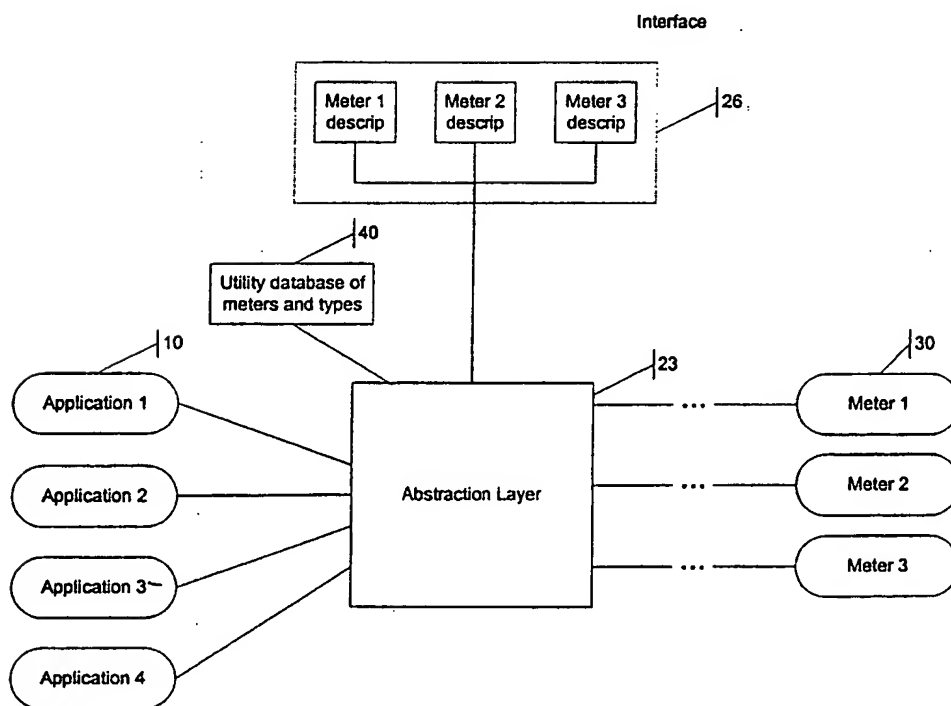 Interface
Meter 1
descrip
Meter 2
descrip
Meter 3
descrip
26
40
Utility database of
meters and types
10
23
30
Application 1
Meter 1
Application 2
Abstraction Layer
Meter 2
Application 3
Meter 3
Application 4